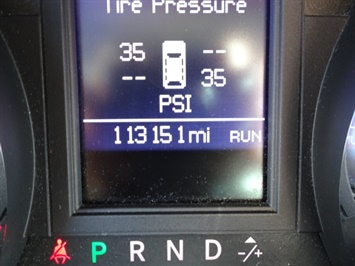 Tire Pressure
35 --
-- 35
PSI
113151mi RUN
P R N D -/+